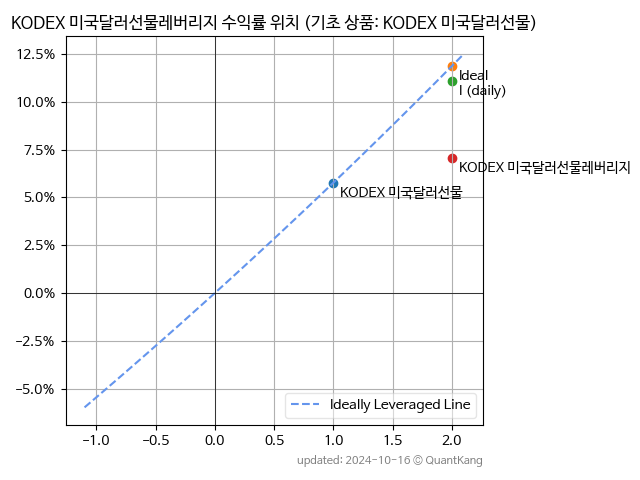 KODEX 미국달러선물레버리지 수익률 위치 (기초 상품: KODEX 미국달러선물)
12.5%
10.0%
7.5%
5.0%
2.5%
0.0%
−2.5%
−5.0%
Ideal
I (daily)
KODEX 미국달러선물레버리지
KODEX 미국달러선물
Ideally Leveraged Line
−1.0 −0.5 0.0 0.5 1.0 1.5 2.0
updated: 2024-10-16 © QuantKang